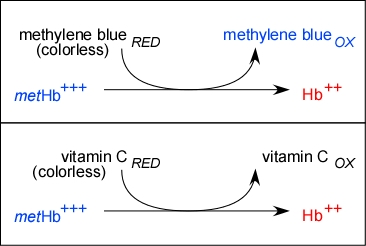 methylene blue RED methylene blue OX
(colorless)
metHb+++ Hb++
vitamin C RED vitamin C OX
(colorless)
metHb+++ Hb++